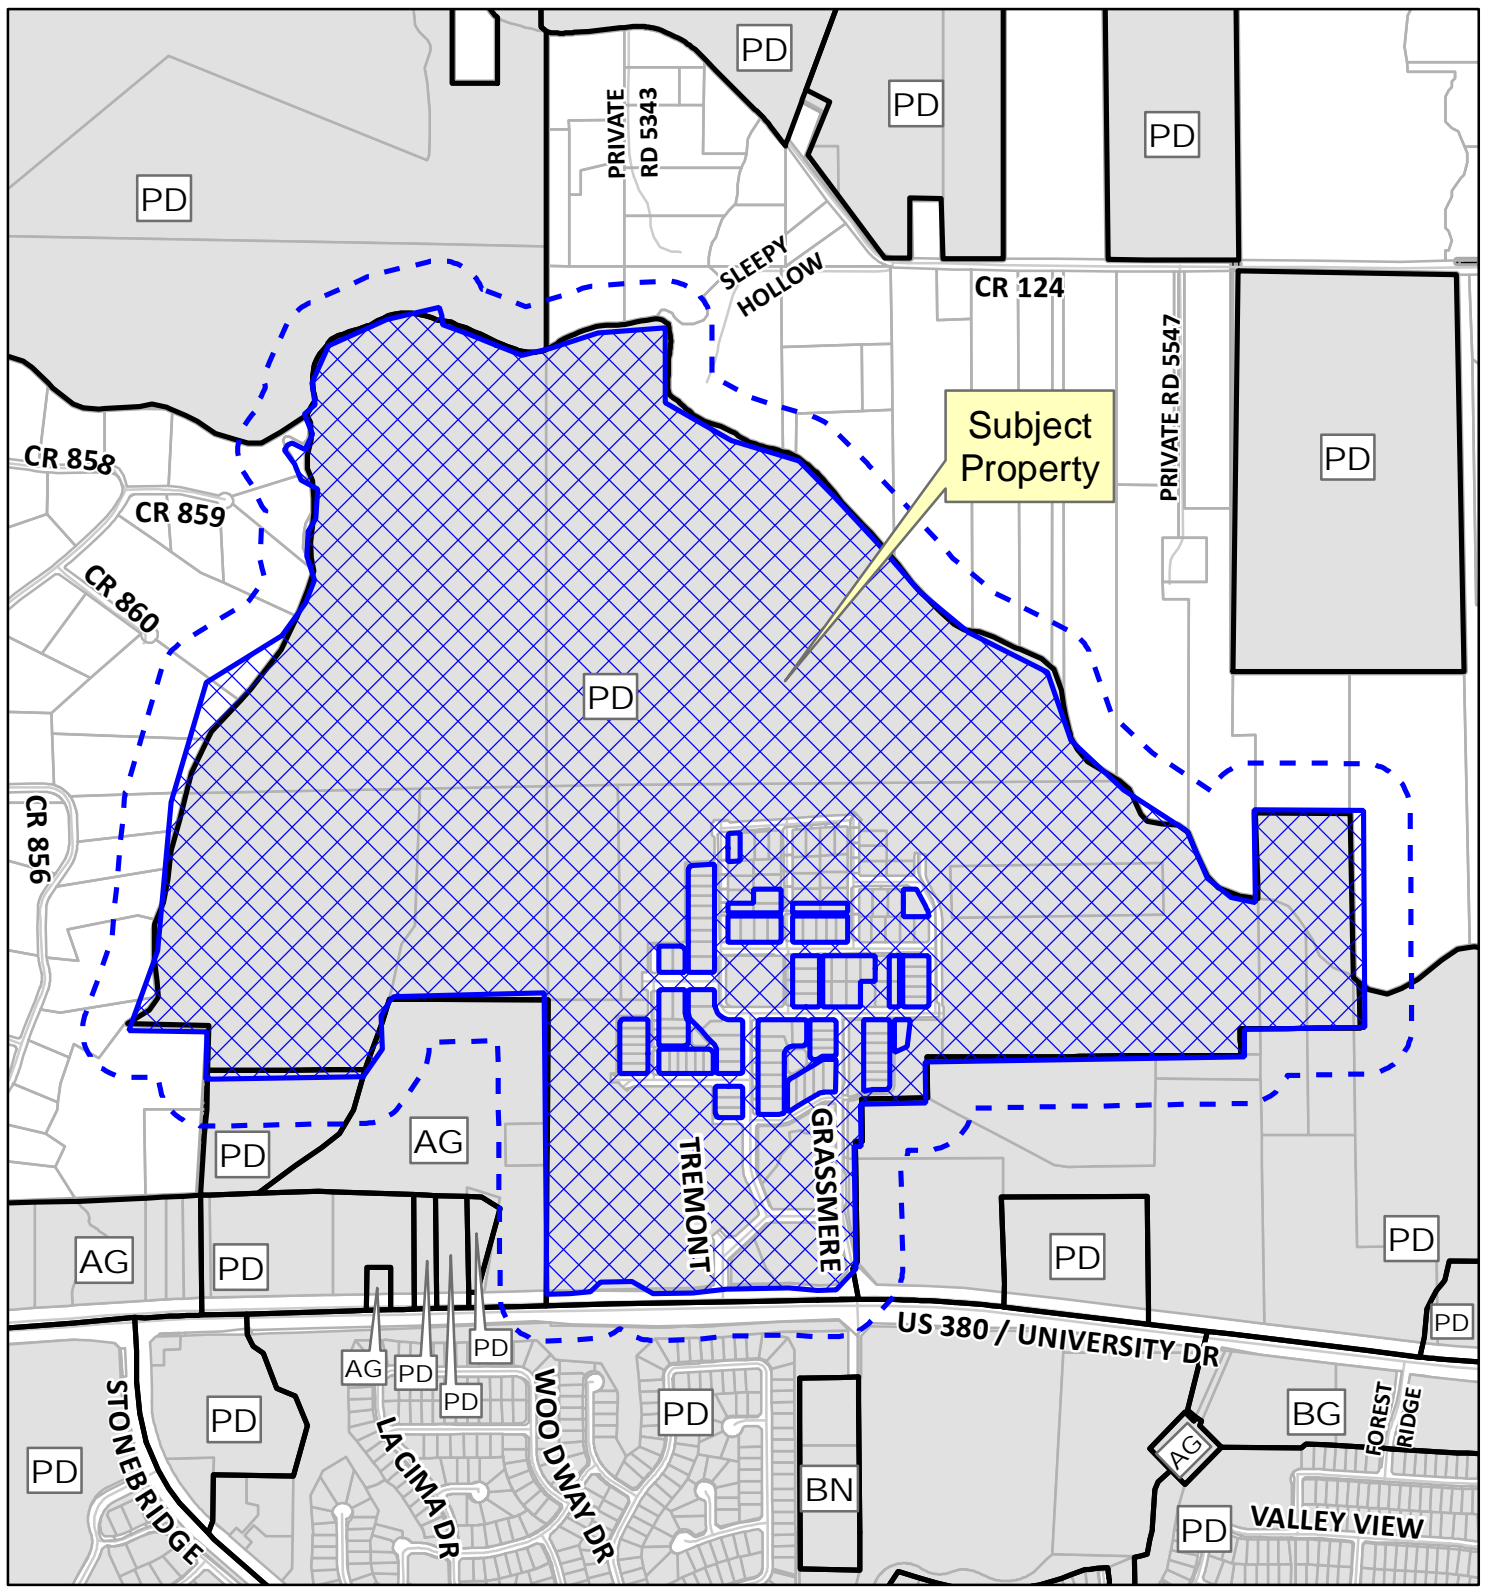 PD
PD
PD
PRIVATE
RD 5343
PD
SLEEPY
HOLLOW
CR 124
PRIVATE RD 5547
Subject
Property
CR 858
PD
CR 859
CR 860
PD
CR 856
GRASSMERE
TREMONT
PD
AG
AG
PD
PD
PD
PD
US 380 / UNIVERSITY DR
PD
AG
PD
PD
STONEBRIDGE
WOODWAY DR
LA CIMA DR
PD
PD
BG
FOREST
RIDGE
AG
PD
BN
VALLEY VIEW
PD